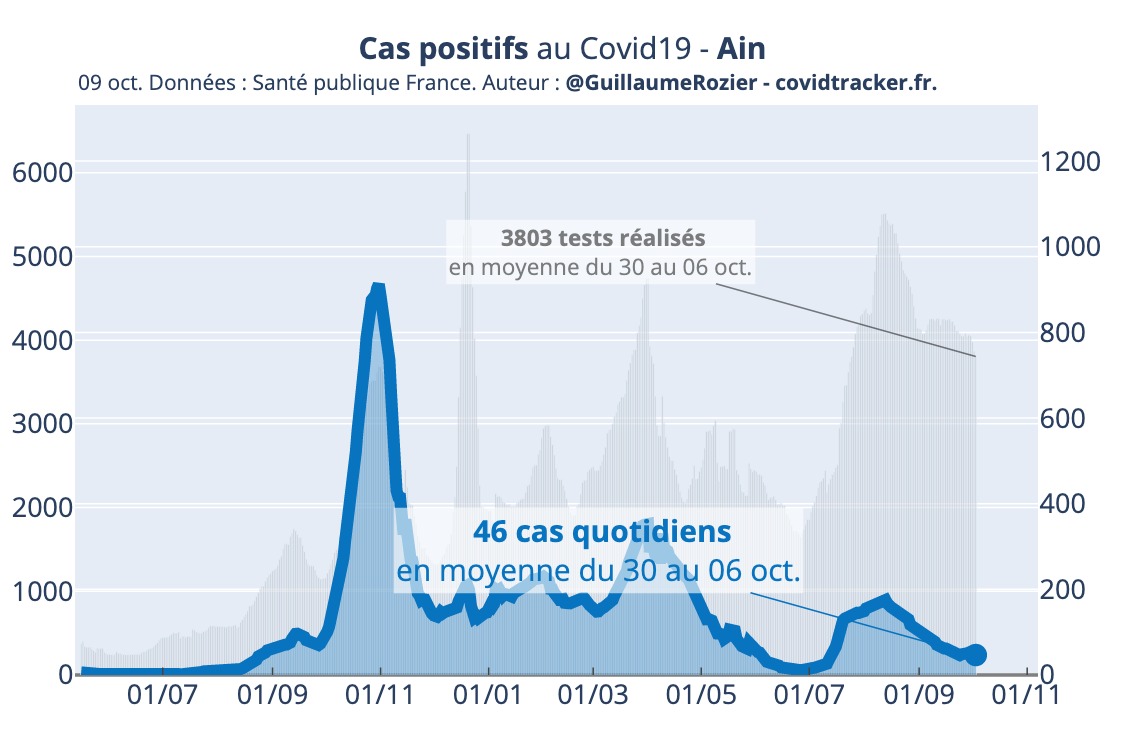 Cas positifs au Covid19 - Ain
09 oct. Données : Santé publique France. Auteur : @GuillaumeRozier - covidtracker.fr.
6000
5000
4000
3000
2000
1000
0
1200
1000
800
600
400
200
0
3803 tests réalisés
en moyenne du 30 au 06 oct.
46 cas quotidiens
en moyenne du 30 au 06 oct.
01/07 01/09 01/11 01/01 01/03 01/05 01/07 01/09 01/11